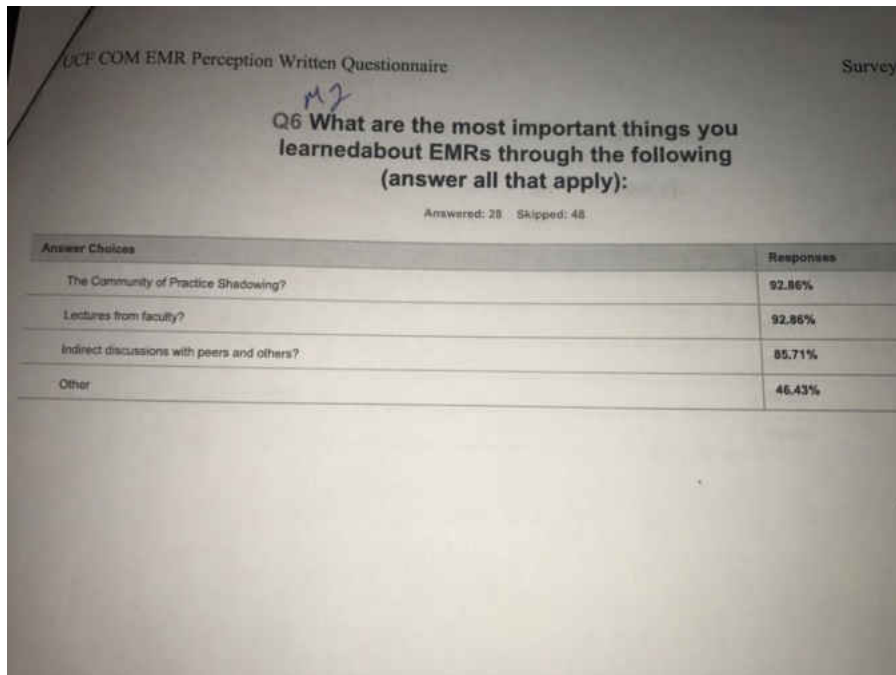 UCF COM EMR Perception Written Questionnaire
Survey
M2
Q6 What are the most important things you
learnedabout EMRs through the following
(answer all that apply):
Answered: 28 Skipped: 48
Answer Choices Responses
The Community of Practice Shadowing? 92.86%
Lectures from faculty? 92.86%
Indirect discussions with peers and others? 85.71%
Other 46.43%